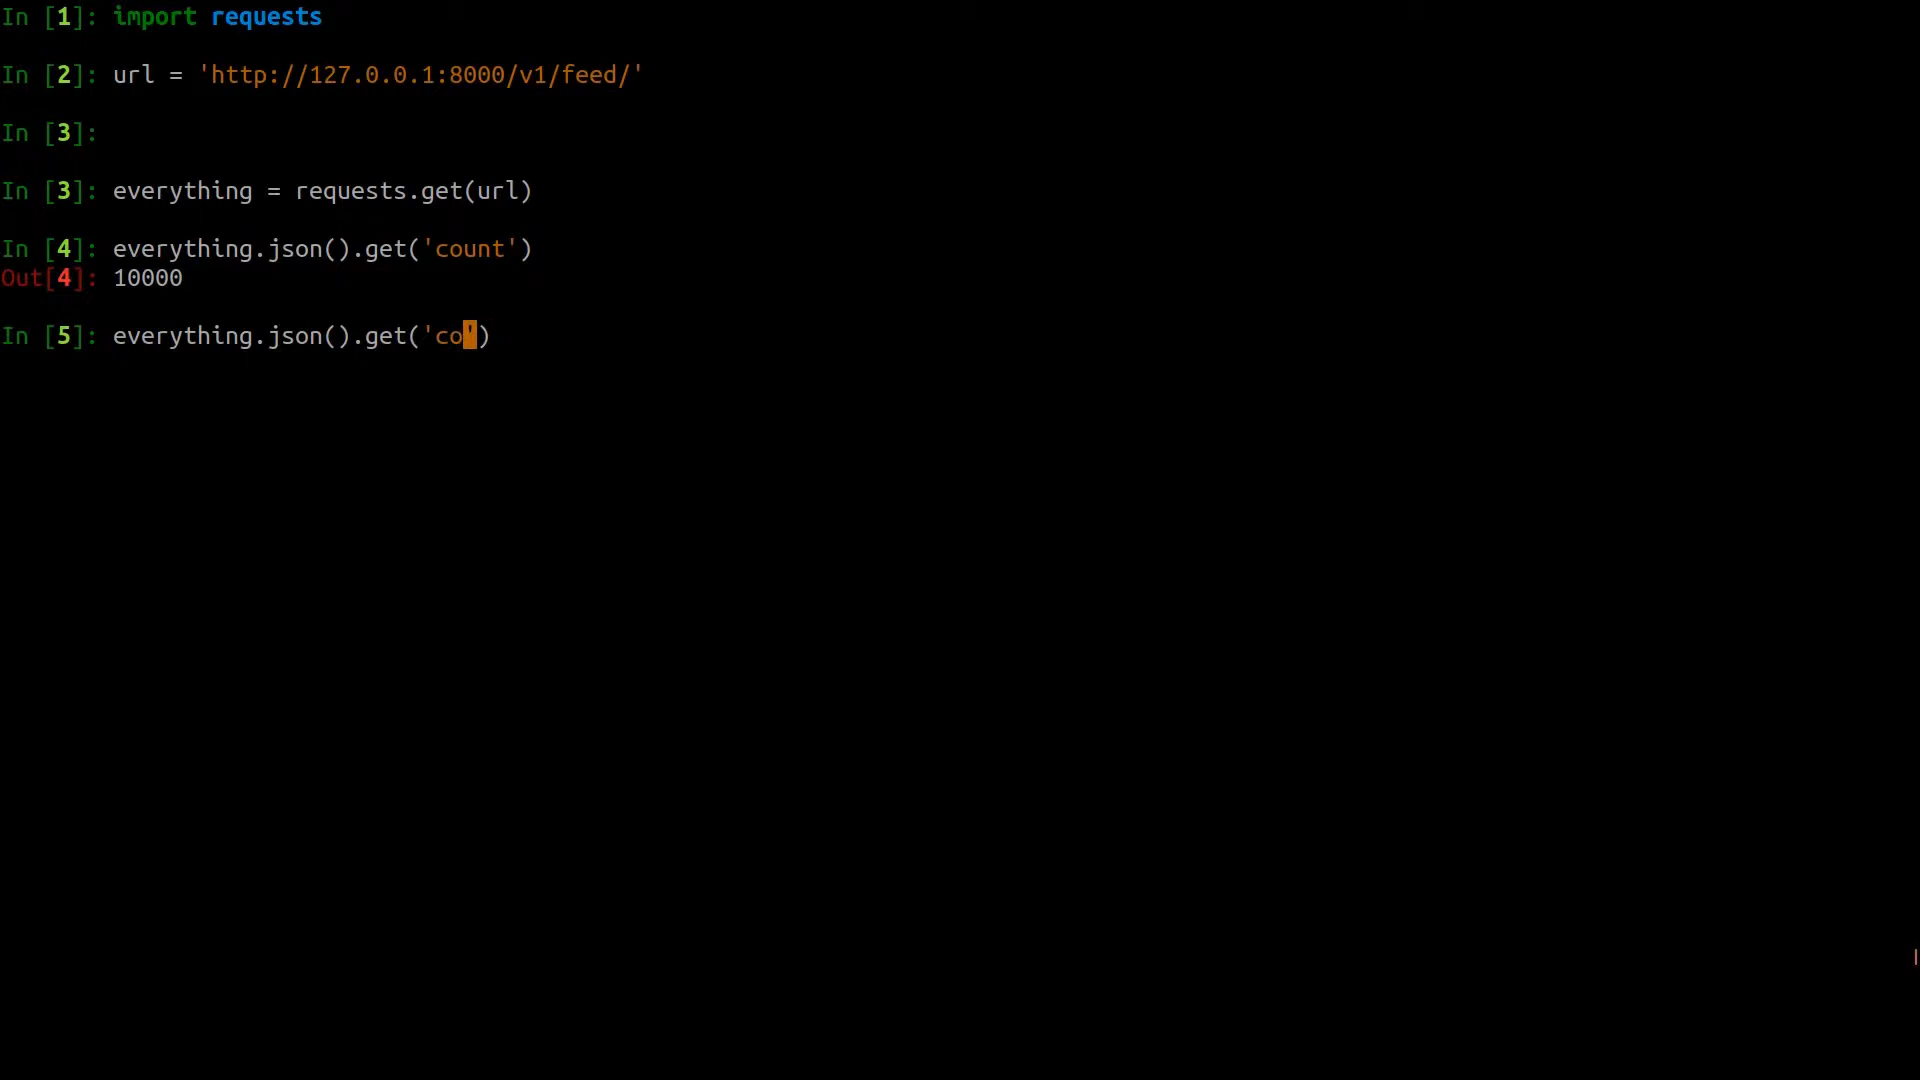 In [1]: import requests
In [2]: url = 'http://127.0.0.1:8000/v1/feed/'
In [3]:
In [3]: everything = requests.get(url)
In [4]: everything.json().get('count')
Out[4]: 10000
In [5]: everything.json().get('co')